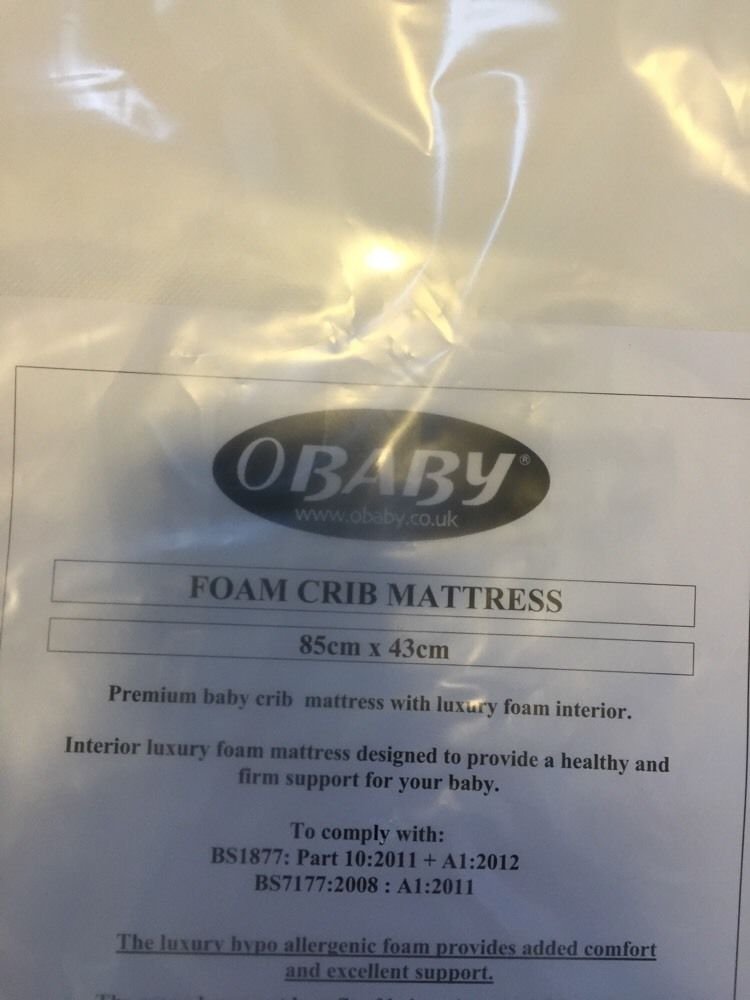 OBABY®
www.obaby.co.uk
FOAM CRIB MATTRESS
85cm x 43cm
Premium baby crib mattress with luxury foam interior.
Interior luxury foam mattress designed to provide a healthy and
firm support for your baby.
To comply with:
BS1877: Part 10:2011 + A1:2012
BS7177:2008 : A1:2011
The luxury hypo allergenic foam provides added comfort
and excellent support.